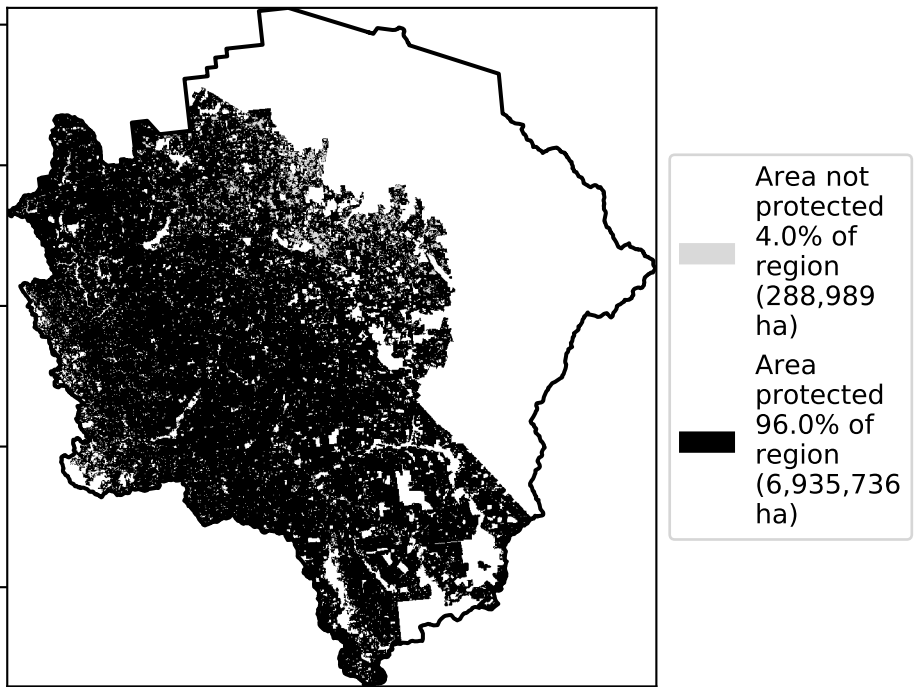 Area not
protected
4.0% of
region
(288,989
ha)
Area
protected
96.0% of
region
(6,935,736
ha)